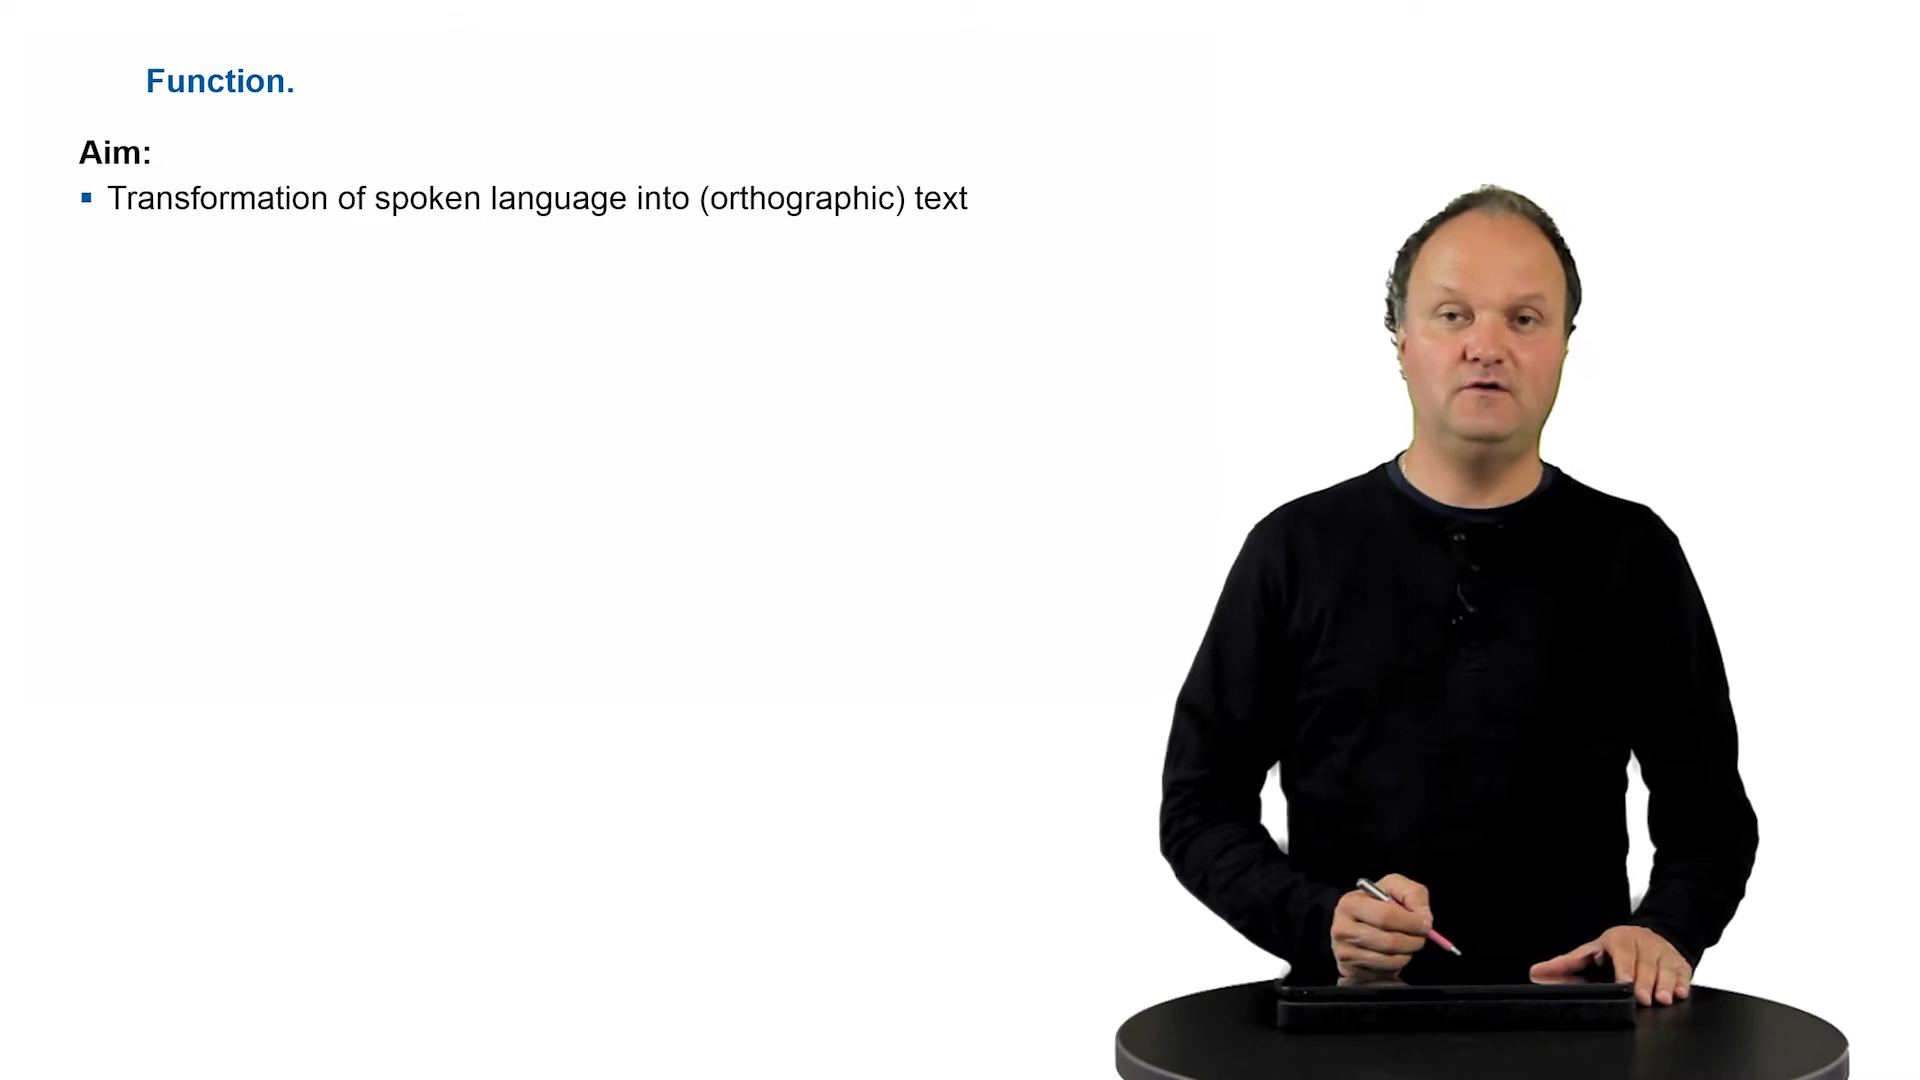 Function.
Aim:
▪ Transformation of spoken language into (orthographic) text